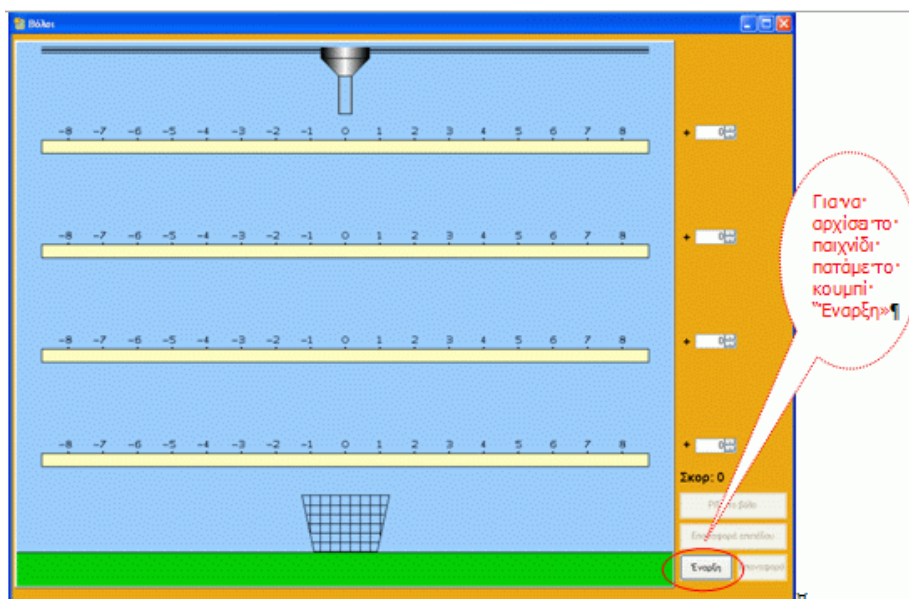 Βόλοι
-8 -7 -6 -5 -4 -3 -2 -1 0 1 2 3 4 5 6 7 8
+ 0
-8 -7 -6 -5 -4 -3 -2 -1 0 1 2 3 4 5 6 7 8
+ 0
-8 -7 -6 -5 -4 -3 -2 -1 0 1 2 3 4 5 6 7 8
+ 0
-8 -7 -6 -5 -4 -3 -2 -1 0 1 2 3 4 5 6 7 8
+ 0
Σκορ: 0
βόλο
επιπέδου
Έναρξη
Επαναφορά
Για·να·
αρχίσει·το·
παιχνίδι·
πατάμε·το·
κουμπί·
"Έναρξη»¶